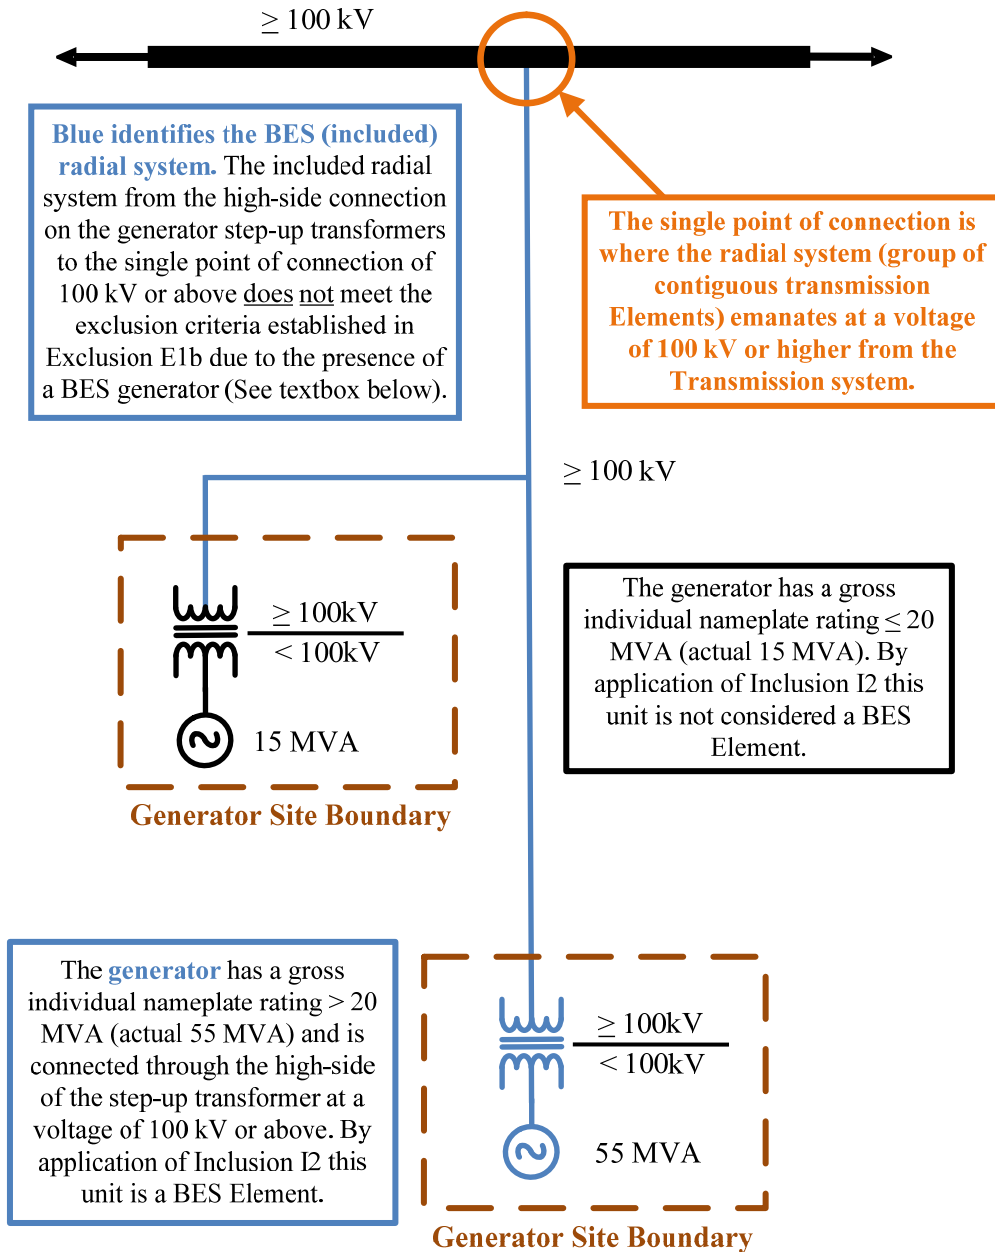 ≥ 100 kV
Blue identifies the BES (included)
radial system. The included radial
system from the high-side connection
on the generator step-up transformers
to the single point of connection of
100 kV or above does not meet the
exclusion criteria established in
Exclusion E1b due to the presence of
a BES generator (See textbox below).
The single point of connection is
where the radial system (group of
contiguous transmission
Elements) emanates at a voltage
of 100 kV or higher from the
Transmission system.
≥ 100 kV
≥ 100kV
< 100kV
15 MVA
Generator Site Boundary
The generator has a gross
individual nameplate rating ≤ 20
MVA (actual 15 MVA). By
application of Inclusion I2 this
unit is not considered a BES
Element.
The generator has a gross
individual nameplate rating > 20
MVA (actual 55 MVA) and is
connected through the high-side
of the step-up transformer at a
voltage of 100 kV or above. By
application of Inclusion I2 this
unit is a BES Element.
≥ 100kV
< 100kV
55 MVA
Generator Site Boundary